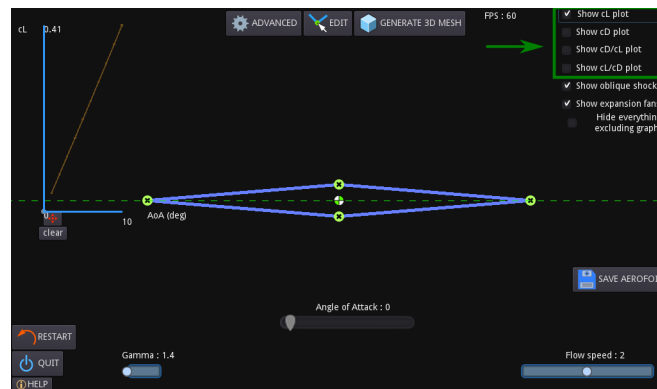 cL
0.41
ADVANCED
EDIT
GENERATE 3D MESH
FPS : 60
Show cL plot
Show cD plot
Show cD/cL plot
Show cL/cD plot
Show oblique shock
Show expansion fan
Hide everythin
excluding graph
0
10
AoA (deg)
clear
SAVE AEROFOI
Angle of Attack : 0
RESTART
QUIT
HELP
Gamma : 1.4
Flow speed : 2